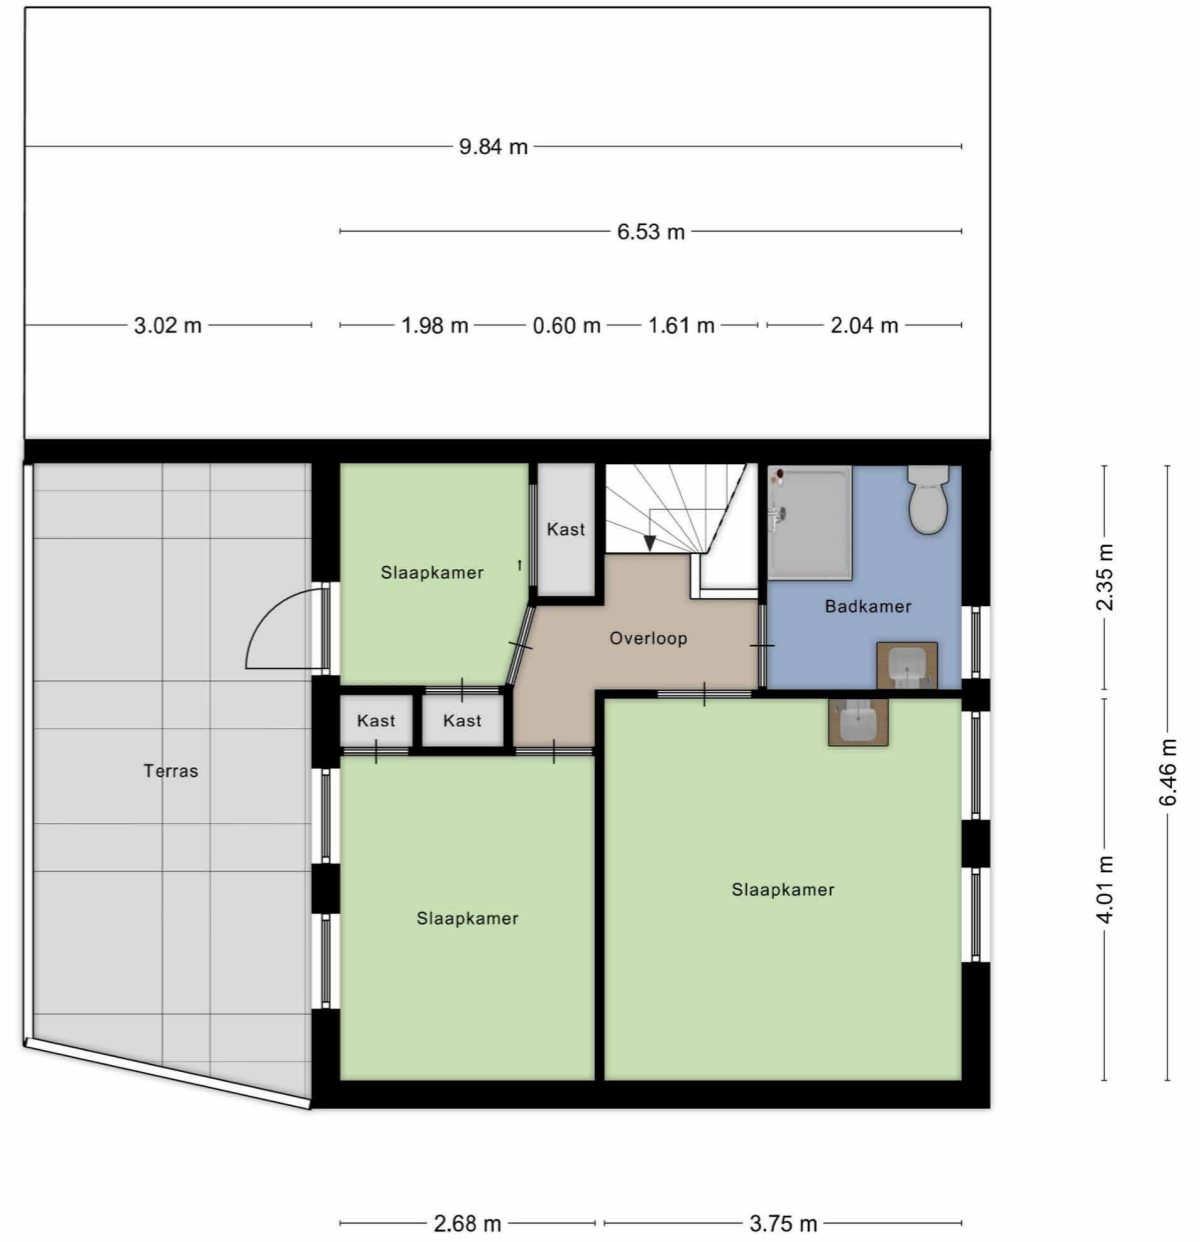 9.84 m
6.53 m
3.02 m
1.98 m
0.60 m
1.61 m
2.04 m
Kast
Slaapkamer
Badkamer
Overloop
2.35 m
Kast
Kast
Terras
6.46 m
Slaapkamer
Slaapkamer
4.01 m
2.68 m
3.75 m